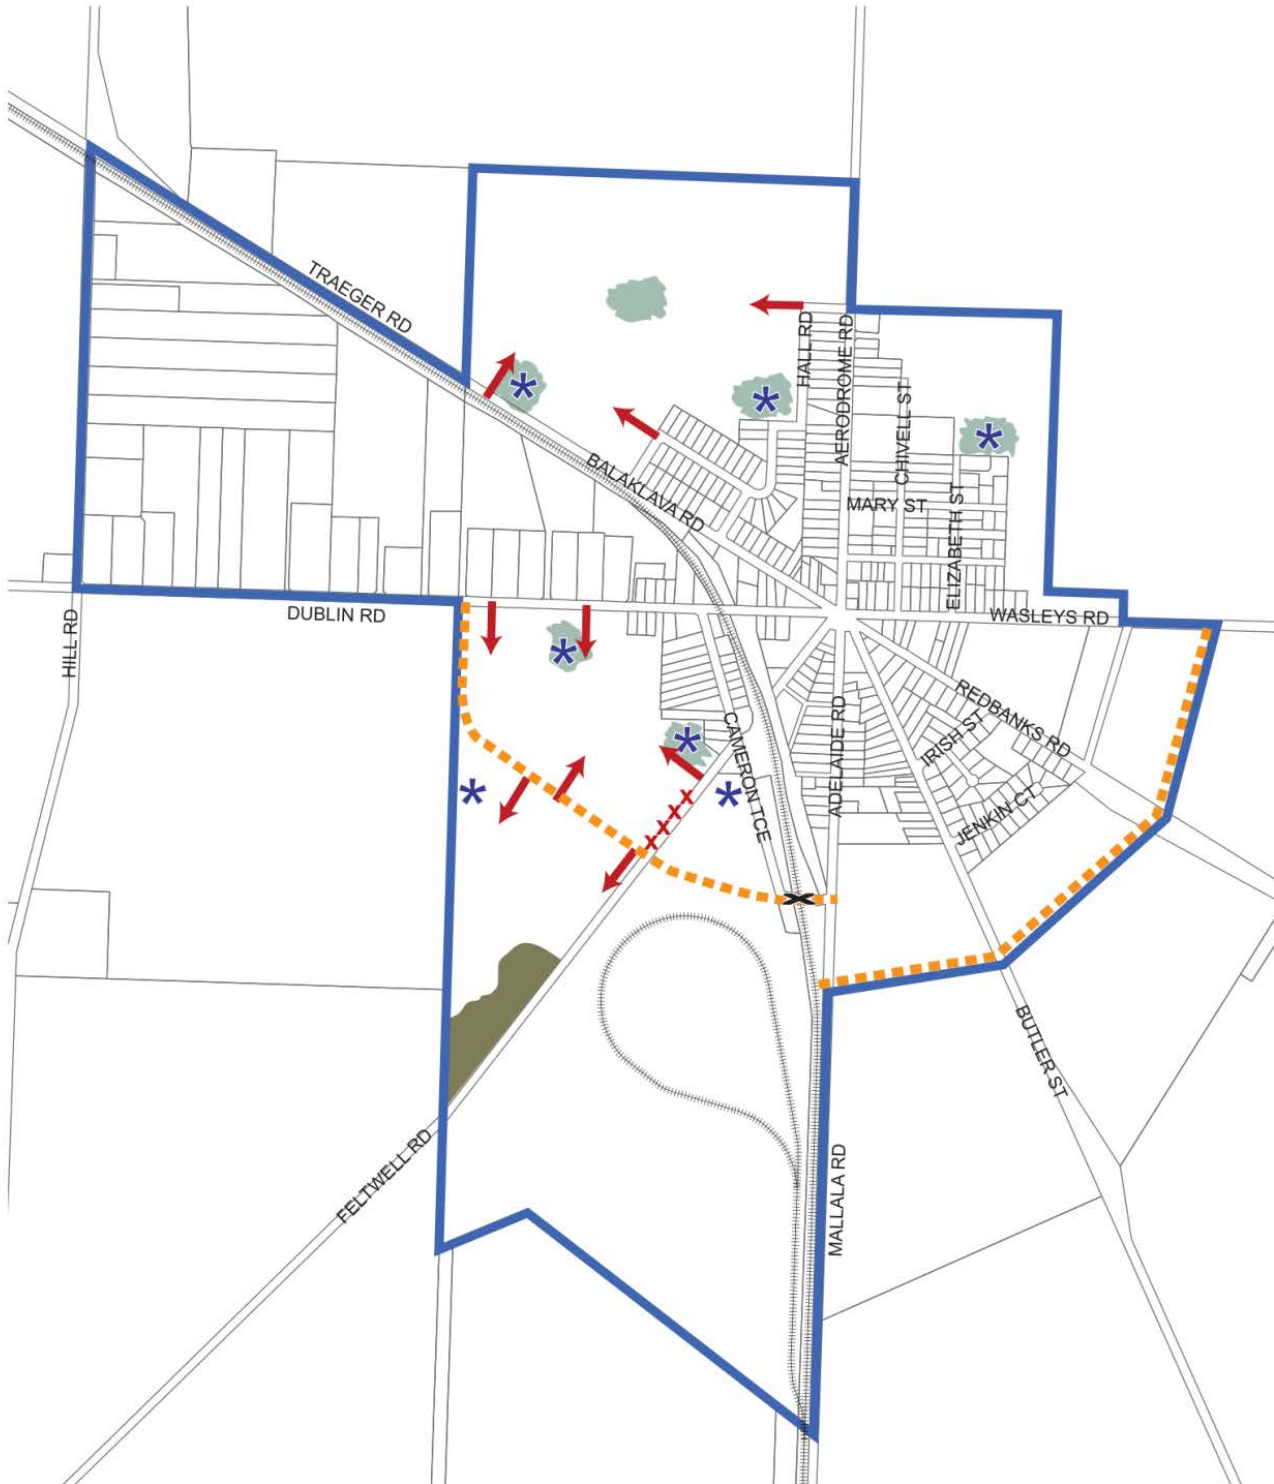 TRAEGER RD
HALL RD
AERODROME RD
CHIVELL ST
BALAKLAVA RD
MARY ST
ELIZABETH ST
DUBLIN RD
WASLEYS RD
HILL RD
REDBANKS RD
CAMERON TCE
ADELAIDE RD
IRISH ST
JENKIN CT
x
x
x
x
BUTLER ST
FELTWELL RD
MALLALA RD